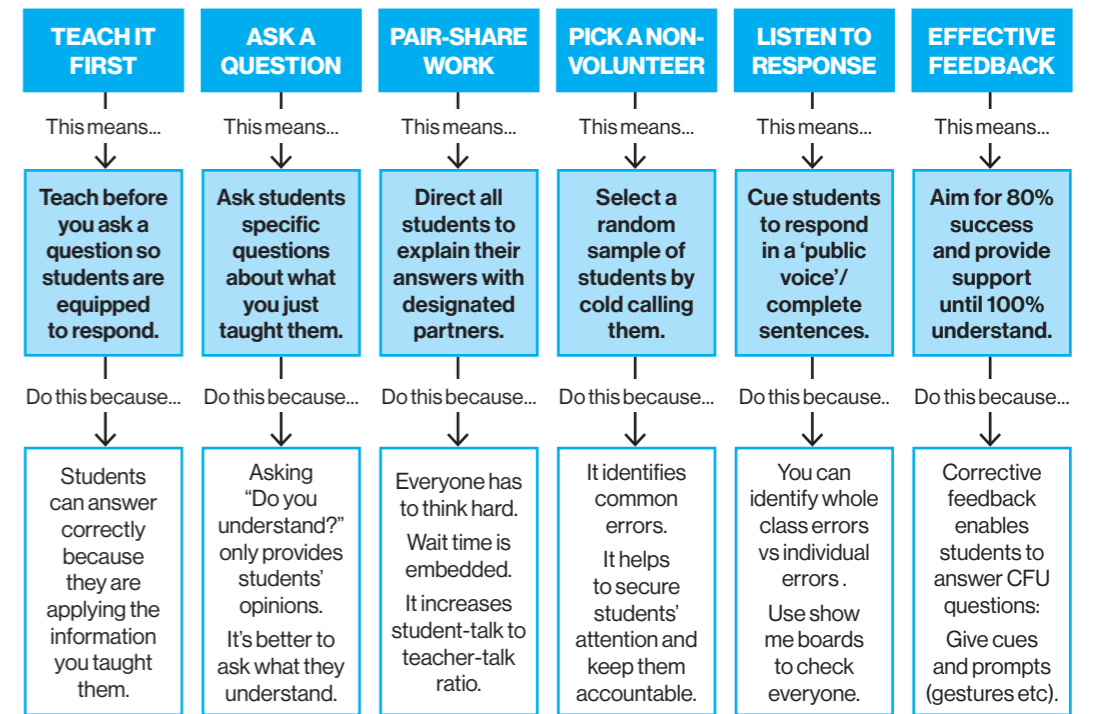 TEACH IT
FIRST
This means...
Teach before
you ask a
question so
students are
equipped
to respond.
Do this because...
Students
can answer
correctly
because
they are
applying the
information
you taught
them.
ASK A
QUESTION
This means...
Ask students
specific
questions
about what
you just
taught them.
Do this because...
Asking
“Do you
understand?”
only provides
students’
opinions.
It’s better to
ask what they
understand.
PAIR-SHARE
WORK
This means...
Direct all
students to
explain their
answers with
designated
partners.
Do this because...
Everyone has
to think hard.
Wait time is
embedded.
It increases
student-talk to
teacher-talk
ratio.
PICK A NON-
VOLUNTEER
This means...
Select a
random
sample of
students by
cold calling
them.
Do this because...
It identifies
common
errors.
It helps
to secure
students’
attention and
keep them
accountable.
LISTEN TO
RESPONSE
This means...
Cue students
to respond
in a ‘public
voice’/
complete
sentences.
Do this because..
You can
identify whole
class errors
vs individual
errors .
Use show
me boards
to check
everyone.
EFFECTIVE
FEEDBACK
This means...
Aim for 80%
success
and provide
support
until 100%
understand.
Do this because...
Corrective
feedback
enables
students to
answer CFU
questions:
Give cues
and prompts
(gestures etc).